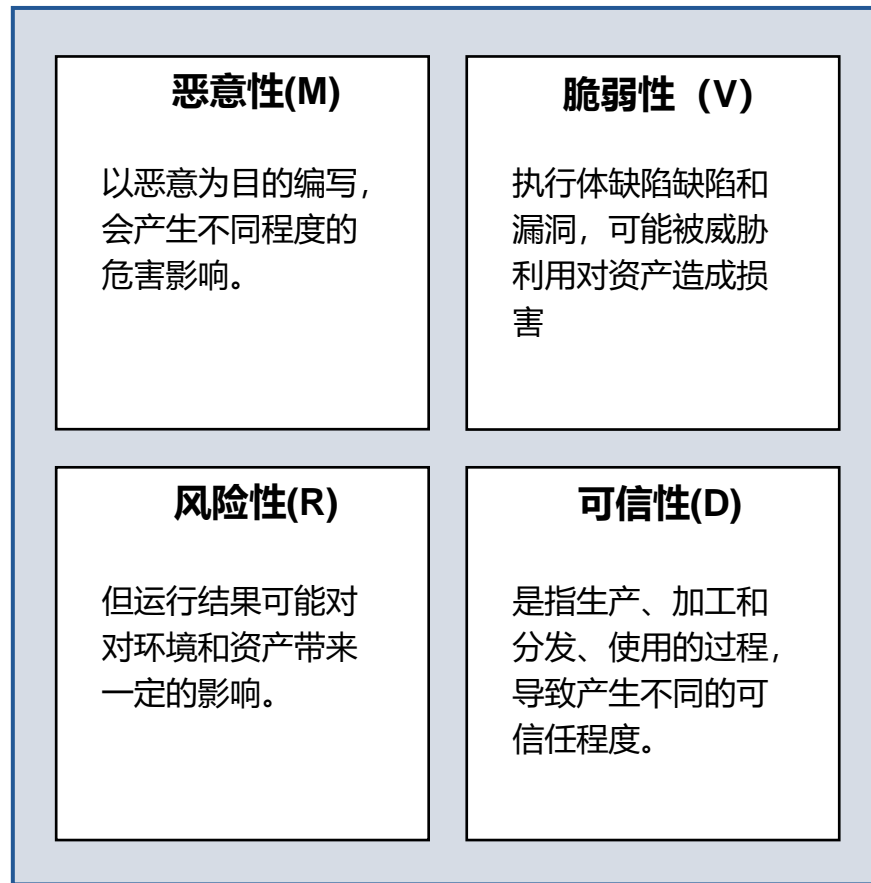 恶意性(M)
以恶意为目的编写，
会产生不同程度的
危害影响。
脆弱性（V）
执行体缺陷缺陷和
漏洞，可能被威胁
利用对资产造成损
害
风险性(R)
但运行结果可能对
对环境和资产带来
一定的影响。
可信性(D)
是指生产、加工和
分发、使用的过程，
导致产生不同的可
信任程度。